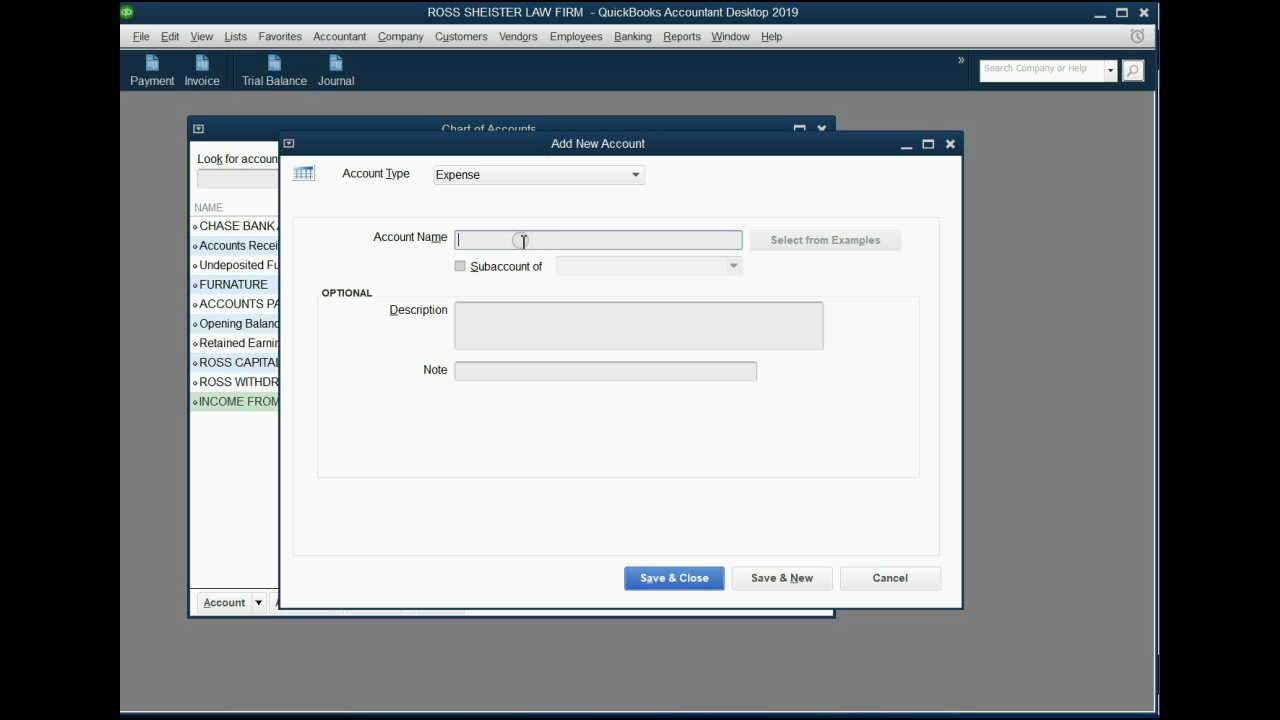 ROSS SHEISTER LAW FIRM - QuickBooks Accountant Desktop 2019
File Edit View Lists Favorites Accountant Company Customers Vendors Employees Banking Reports Window Help
Payment Invoice Trial Balance Journal
» Search Company or Help
Chart of Accounts
Add New Account
Look for accoun
Account Type Expense
NAME
CHASE BANK
Accounts Recei
Undeposited Fu
FURNATURE
ACCOUNTS PA
Opening Balanc
Retained Earnin
ROSS CAPITAL
ROSS WITHDR
INCOME FROM
Account Name
Select from Examples
Subaccount of
OPTIONAL
Description
Note
Save & Close Save & New Cancel
Account